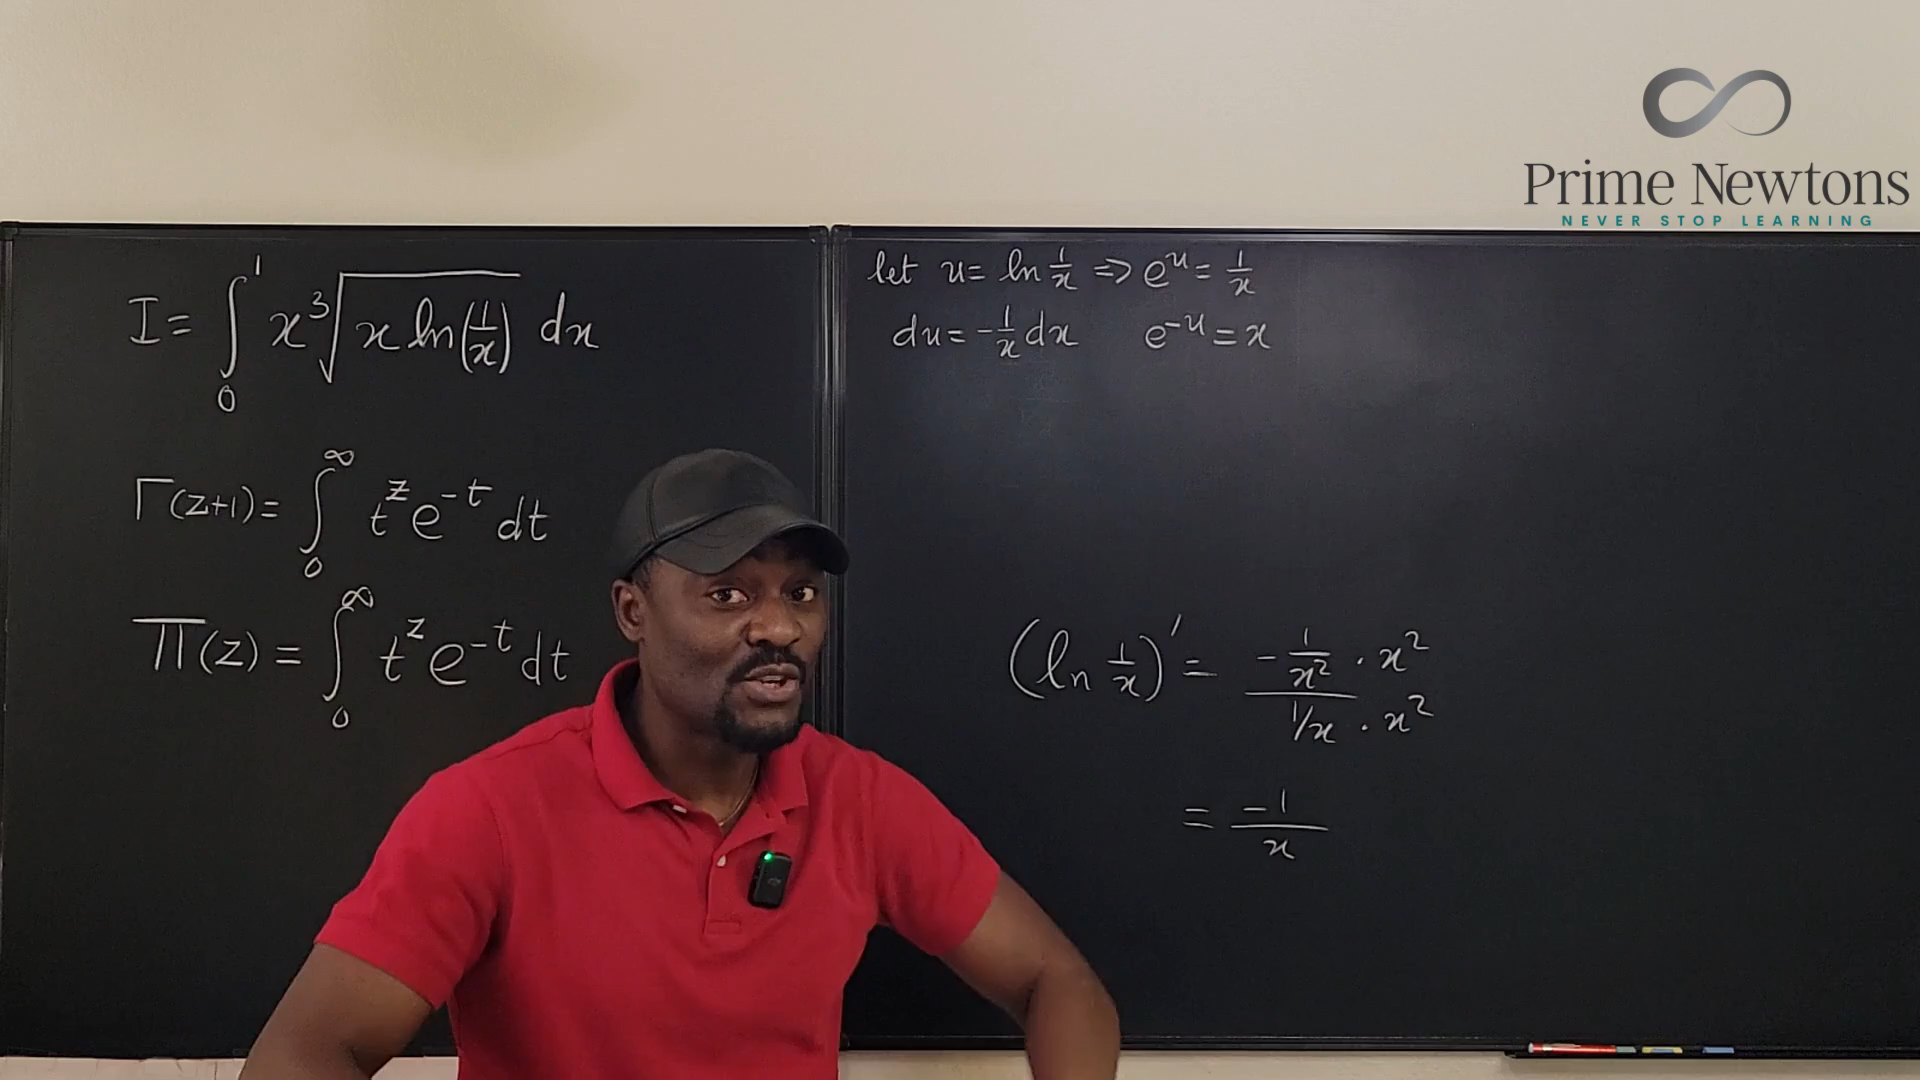 Prime Newtons
NEVER STOP LEARNING
I = ∫₀¹ x ∛(x ln(1/x)) dx
Γ(z+1) = ∫₀^∞ t^z e^(-t) dt
Π(z) = ∫₀^∞ t^z e^(-t) dt
let u = ln 1/x => e^u = 1/x
du = -1/x dx e^(-u) = x
(ln 1/x)' = (-1/x² · x²)/(1/x · x²)
= -1/x